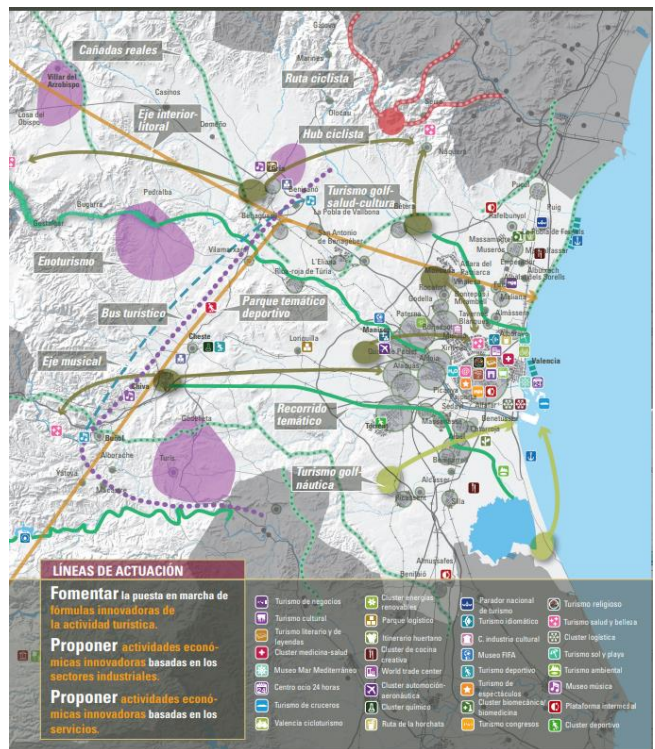 Cañadas reales
Ruta ciclista
Villar del
Arzobispo
Casinos
Marines
Olocau
Losa del
Obispo
Eje interior-
litoral
Hub ciclista
Náquera
Domeño
Benisanó
Turismo golf-
salud-cultura
Pedralba
Bugarra
Gestalgar
La Pobla de Vallbona
San Antonio
de Benagéber
Vilamarxant
L'Eliana
Riba-roja de Túria
Enoturismo
Puig
Rafelbunyol
Museros
Albalat dels Sorells
Godella
Bus turístico
Parque temático
deportivo
Paterna
Almàssera
Cheste
Loriguilla
Manises
Valencia
Eje musical
Alaquàs
Chiva
Picanya
Recorrido
temático
Godelleta
Sedaví
Alfafar
Benetússer
Massanassa
Torrent
Buñol
Alborache
Turís
Yátova
Turismo golf-
náutica
Alcàsser
Picassent
Silla
Almussafes
Benifaió
LÍNEAS DE ACTUACIÓN
Fomentar la puesta en marcha de
fórmulas innovadoras de
la actividad turística.
Proponer actividades econó-
micas innovadoras basadas en los
sectores industriales.
Proponer actividades econó-
micas innovadoras basadas en los
servicios.
Turismo de negocios
Turismo cultural
Turismo literario y de
leyendas
Cluster medicina-salud
Museo Mar Mediterráneo
Centro ocio 24 horas
Turismo de cruceros
Valencia cicloturismo
Cluster energías
renovables
Parque logístico
Itinerario huertano
Cluster de cocina
creativa
World trade center
Cluster automoción-
aeronáutica
Cluster químico
Ruta de la horchata
Parador nacional
de turismo
Turismo idiomático
C. industria cultural
Museo FIFA
Turismo deportivo
Turismo de
espectáculos
Cluster biomecánica/
biomedicina
Turismo congresos
Turismo religioso
Turismo salud y belleza
Cluster logística
Turismo sol y playa
Turismo ambiental
Museo música
Plataforma intermodal
Cluster deportivo